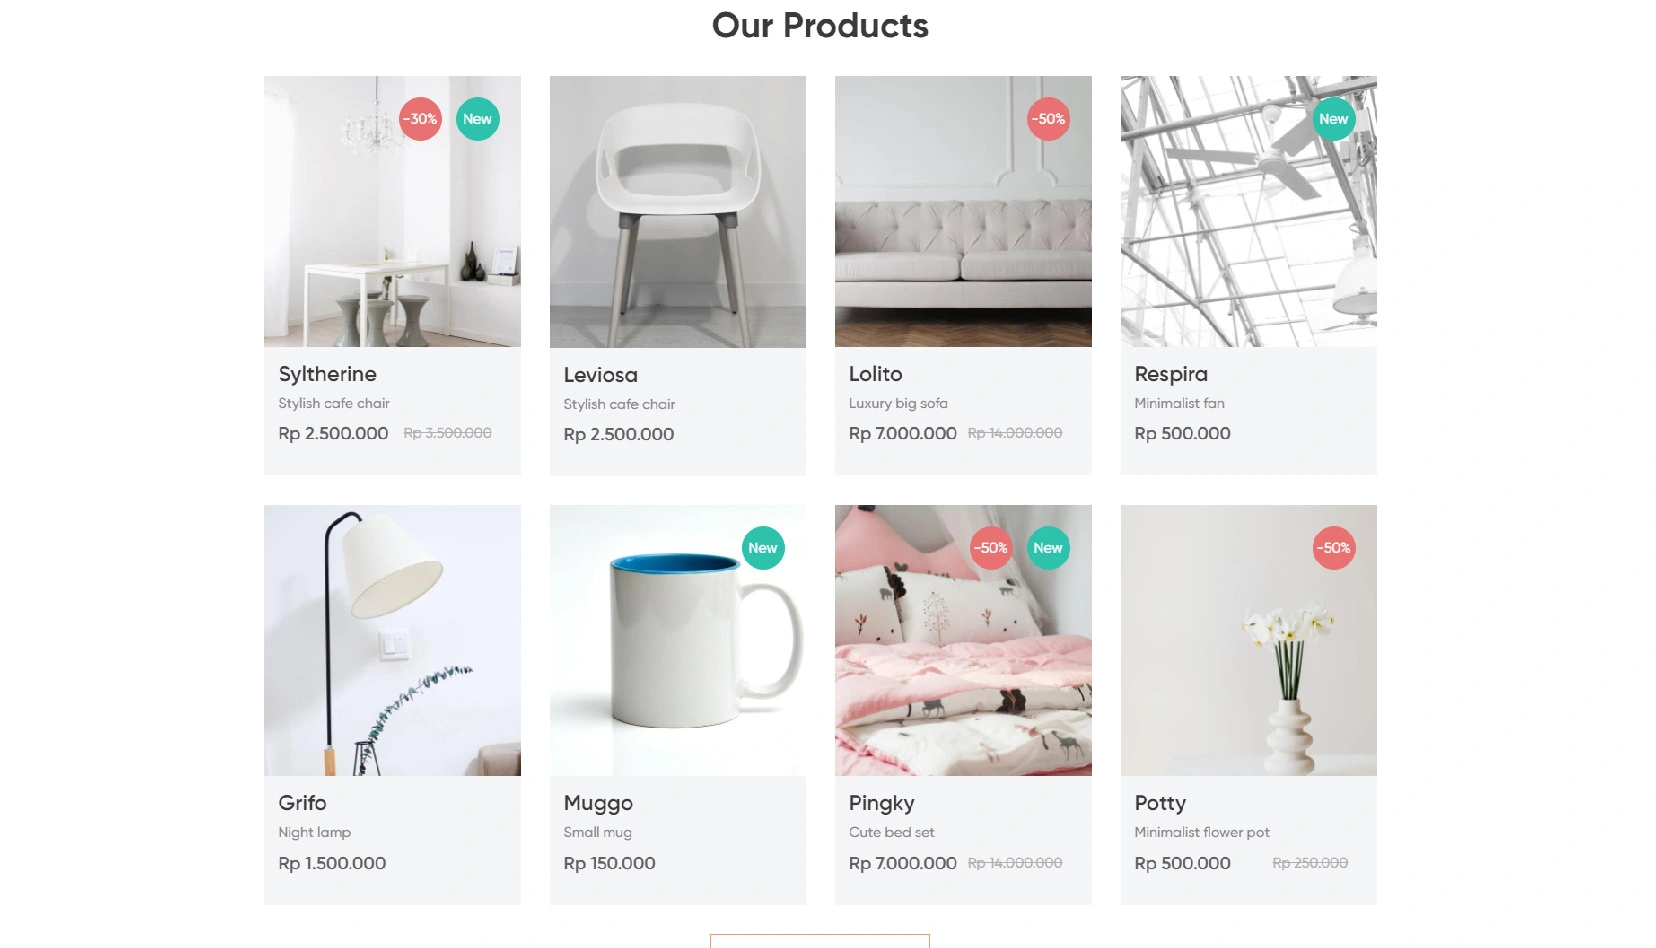 Our Products
-30% New
-50%
New
Syltherine
Stylish cafe chair
Rp 2.500.000 Rp 3.500.000
Leviosa
Stylish cafe chair
Rp 2.500.000
Lolito
Luxury big sofa
Rp 7.000.000 Rp 14.000.000
Respira
Minimalist fan
Rp 500.000
New
-50% New
-50%
Grifo
Night lamp
Rp 1.500.000
Muggo
Small mug
Rp 150.000
Pingky
Cute bed set
Rp 7.000.000 Rp 14.000.000
Potty
Minimalist flower pot
Rp 500.000 Rp 250.000